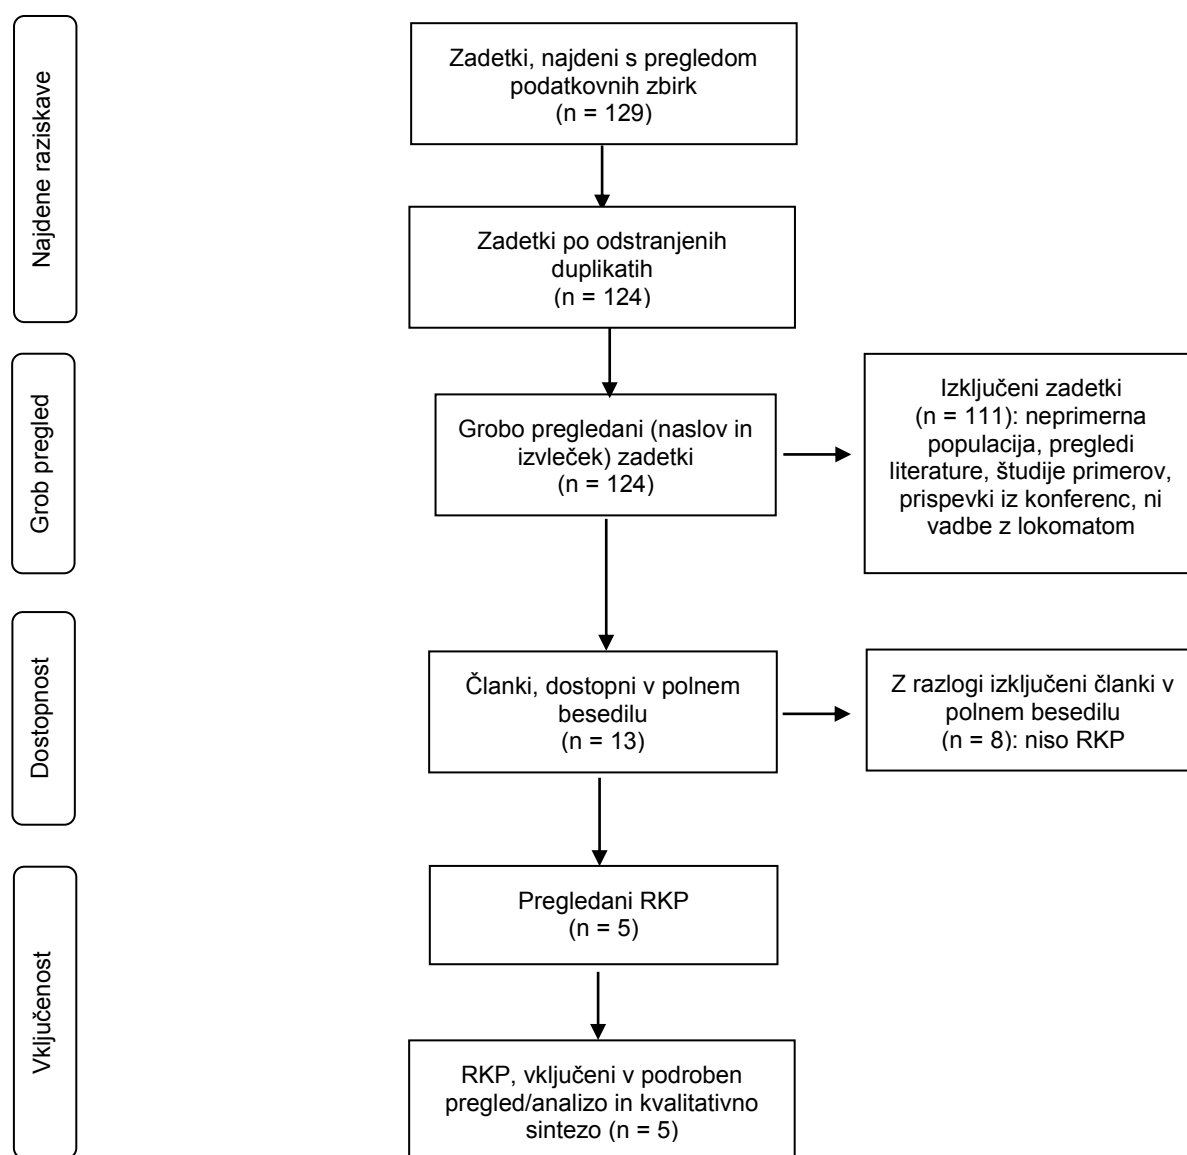 Najdene raziskave
Zadetki, najdeni s pregledom
podatkovnih zbirk
(n = 129)
Zadetki po odstranjenih
duplikatih
(n = 124)
Grob pregled
Grobo pregledani (naslov in
izvleček) zadetki
(n = 124)
Izključeni zadetki
(n = 111): neprimerna
populacija, pregledi
literature, študije primerov,
prispevki iz konferenc, ni
vadbe z lokomatom
Dostopnost
Članki, dostopni v polnem
besedilu
(n = 13)
Z razlogi izključeni članki v
polnem besedilu
(n = 8): niso RKP
Vključenost
Pregledani RKP
(n = 5)
RKP, vključeni v podroben
pregled/analizo in kvalitativno
sintezo (n = 5)